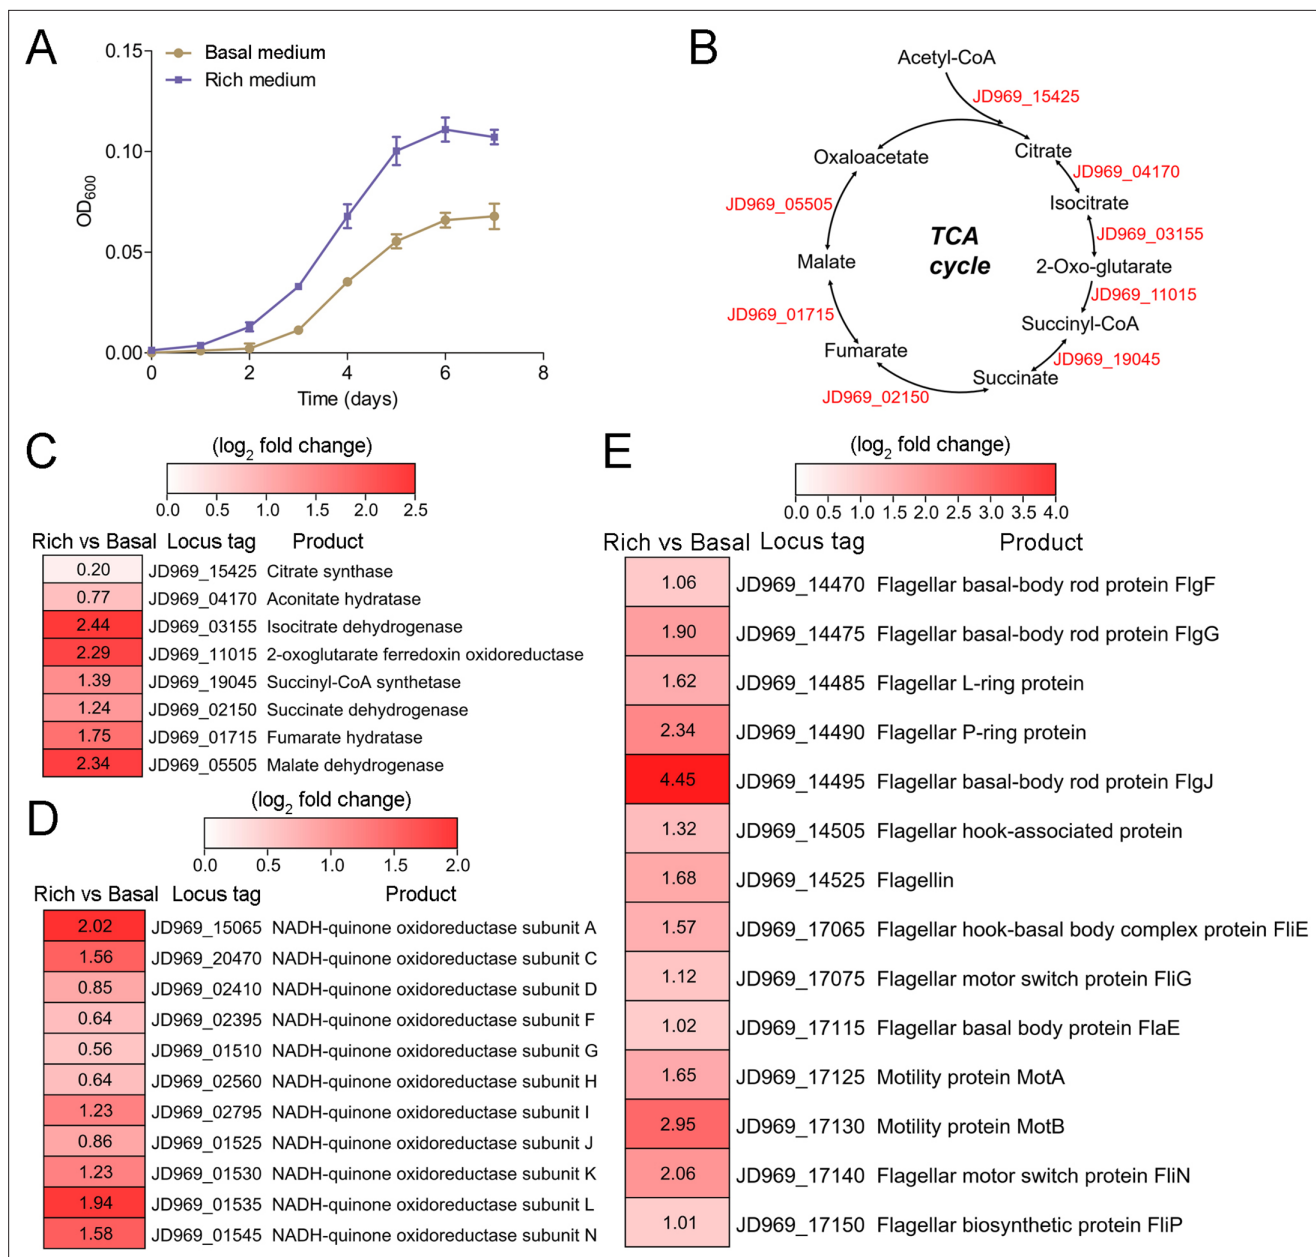 A
0.15
0.10
0.05
0.00
OD600
0 2 4 6 8
Time (days)
Basal medium
Rich medium
B
Acetyl-CoA
JD969_15425
Citrate
JD969_04170
Isocitrate
JD969_03155
2-Oxo-glutarate
JD969_11015
Succinyl-CoA
JD969_19045
Succinate
JD969_02150
Fumarate
JD969_01715
Malate
JD969_05505
Oxaloacetate
TCA
cycle
C
(log2 fold change)
0.0 0.5 1.0 1.5 2.0 2.5
Rich vs Basal Locus tag Product
0.20 JD969_15425 Citrate synthase
0.77 JD969_04170 Aconitate hydratase
2.44 JD969_03155 Isocitrate dehydrogenase
2.29 JD969_11015 2-oxoglutarate ferredoxin oxidoreductase
1.39 JD969_19045 Succinyl-CoA synthetase
1.24 JD969_02150 Succinate dehydrogenase
1.75 JD969_01715 Fumarate hydratase
2.34 JD969_05505 Malate dehydrogenase
D
(log2 fold change)
0.0 0.5 1.0 1.5 2.0
Rich vs Basal Locus tag Product
2.02 JD969_15065 NADH-quinone oxidoreductase subunit A
1.56 JD969_20470 NADH-quinone oxidoreductase subunit C
0.85 JD969_02410 NADH-quinone oxidoreductase subunit D
0.64 JD969_02395 NADH-quinone oxidoreductase subunit F
0.56 JD969_01510 NADH-quinone oxidoreductase subunit G
0.64 JD969_02560 NADH-quinone oxidoreductase subunit H
1.23 JD969_02795 NADH-quinone oxidoreductase subunit I
0.86 JD969_01525 NADH-quinone oxidoreductase subunit J
1.23 JD969_01530 NADH-quinone oxidoreductase subunit K
1.94 JD969_01535 NADH-quinone oxidoreductase subunit L
1.58 JD969_01545 NADH-quinone oxidoreductase subunit N
E
(log2 fold change)
0.0 0.5 1.0 1.5 2.0 2.5 3.0 3.5 4.0
Rich vs Basal Locus tag Product
1.06 JD969_14470 Flagellar basal-body rod protein FlgF
1.90 JD969_14475 Flagellar basal-body rod protein FlgG
1.62 JD969_14485 Flagellar L-ring protein
2.34 JD969_14490 Flagellar P-ring protein
4.45 JD969_14495 Flagellar basal-body rod protein FlgJ
1.32 JD969_14505 Flagellar hook-associated protein
1.68 JD969_14525 Flagellin
1.57 JD969_17065 Flagellar hook-basal body complex protein FliE
1.12 JD969_17075 Flagellar motor switch protein FliG
1.02 JD969_17115 Flagellar basal body protein FlaE
1.65 JD969_17125 Motility protein MotA
2.95 JD969_17130 Motility protein MotB
2.06 JD969_17140 Flagellar motor switch protein FliN
1.01 JD969_17150 Flagellar biosynthetic protein FliP